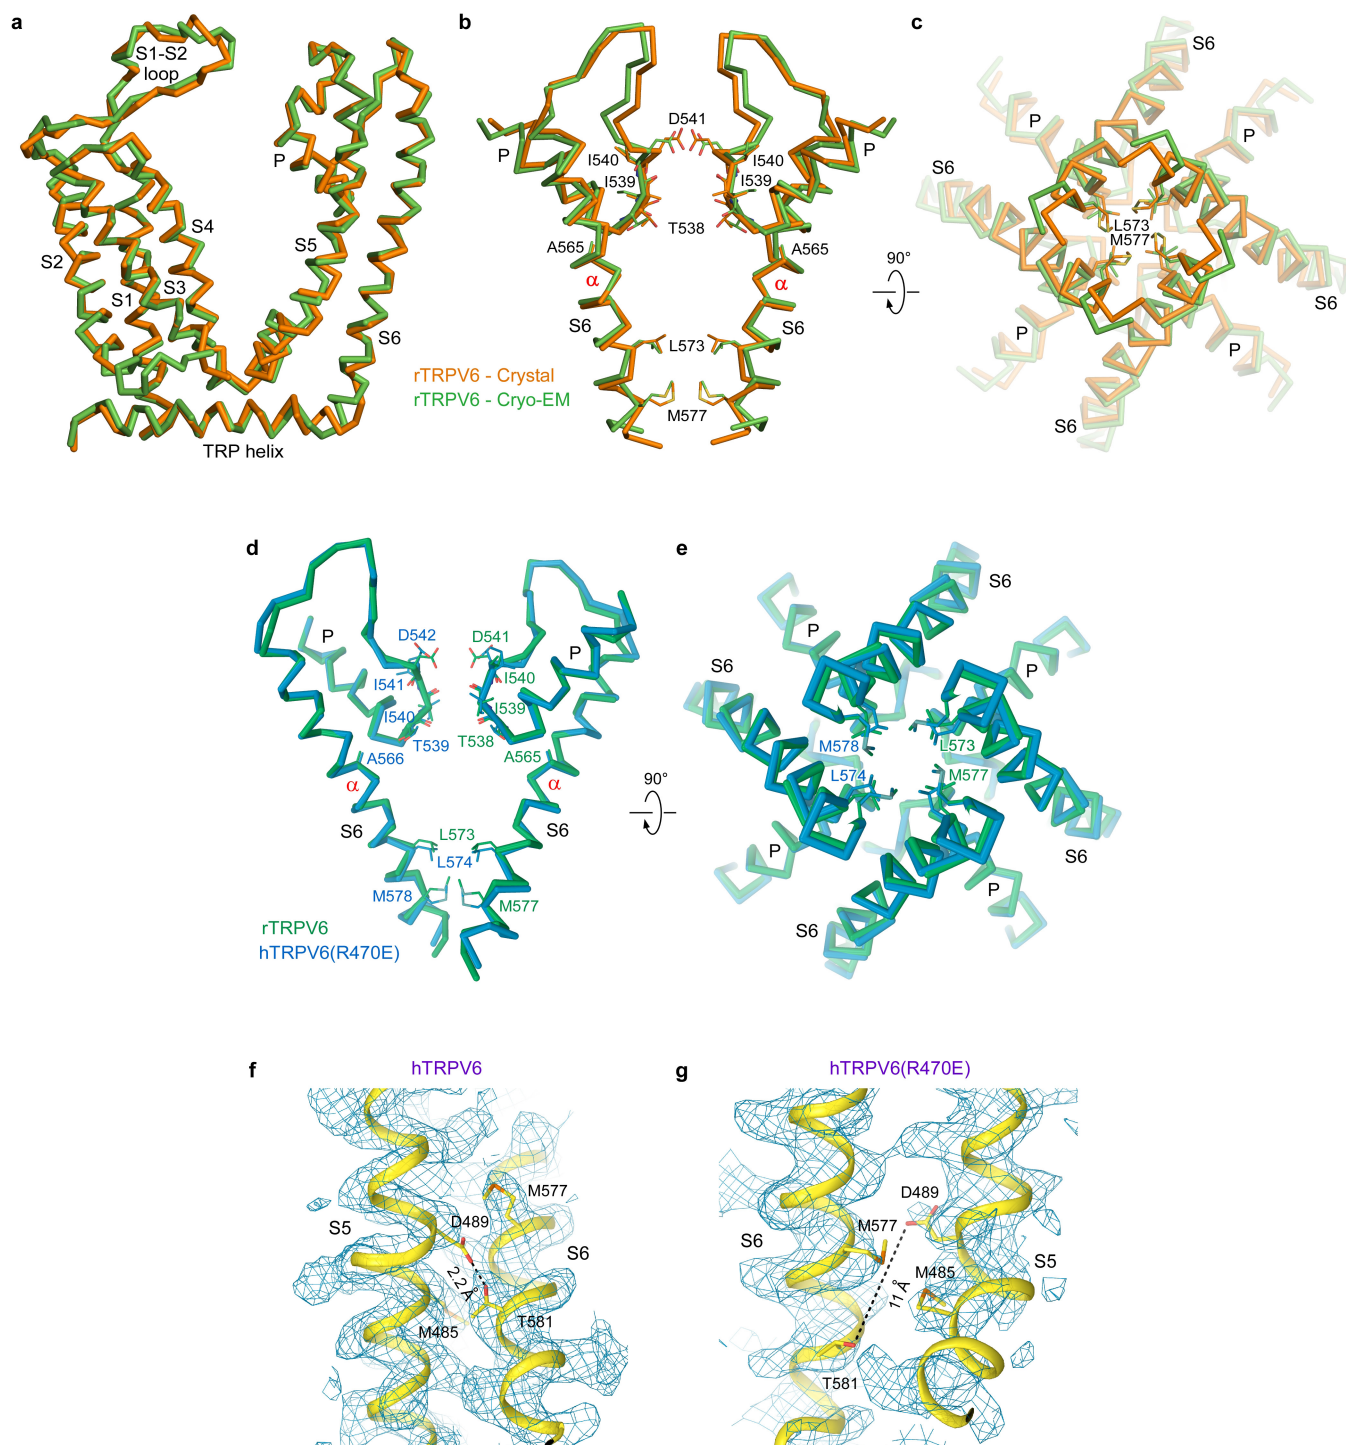 a
S1-S2
loop
P
S4
S5
S2
S3
S1
S6
TRP helix
b
D541
P
P
I540
I540
I539
I539
T538
A565
A565
α
α
S6
S6
L573
M577
rTRPV6 - Crystal
rTRPV6 - Cryo-EM
90°
c
S6
P
P
S6
L573
M577
S6
P
P
S6
d
P
D542
D541
P
I541
I540
I540
I539
T539
T538
A566
A565
α
α
S6
S6
L573
L574
M578
M577
rTRPV6
hTRPV6(R470E)
90°
e
S6
P
P
S6
M578
L573
L574
M577
P
S6
P
S6
f
hTRPV6
M577
D489
S5
S6
2.2 Å
M485
T581
g
hTRPV6(R470E)
D489
M577
S6
S5
M485
11 Å
T581